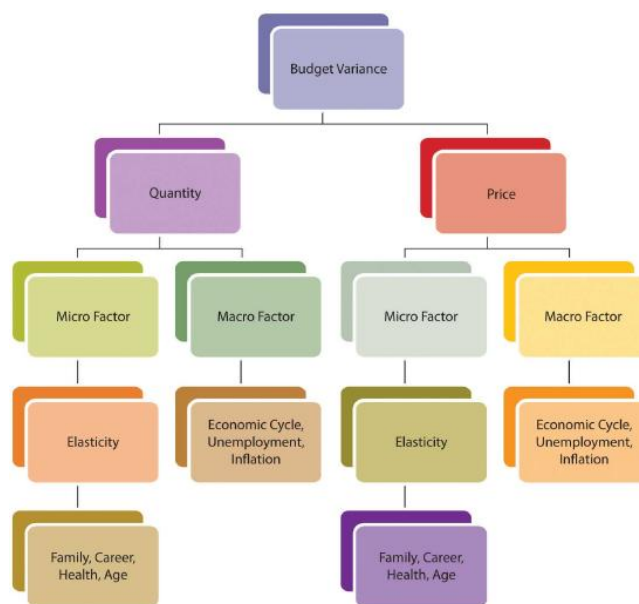 Budget Variance
Quantity
Price
Micro Factor
Macro Factor
Micro Factor
Macro Factor
Elasticity
Economic Cycle,
Unemployment,
Inflation
Elasticity
Economic Cycle,
Unemployment,
Inflation
Family, Career,
Health, Age
Family, Career,
Health, Age